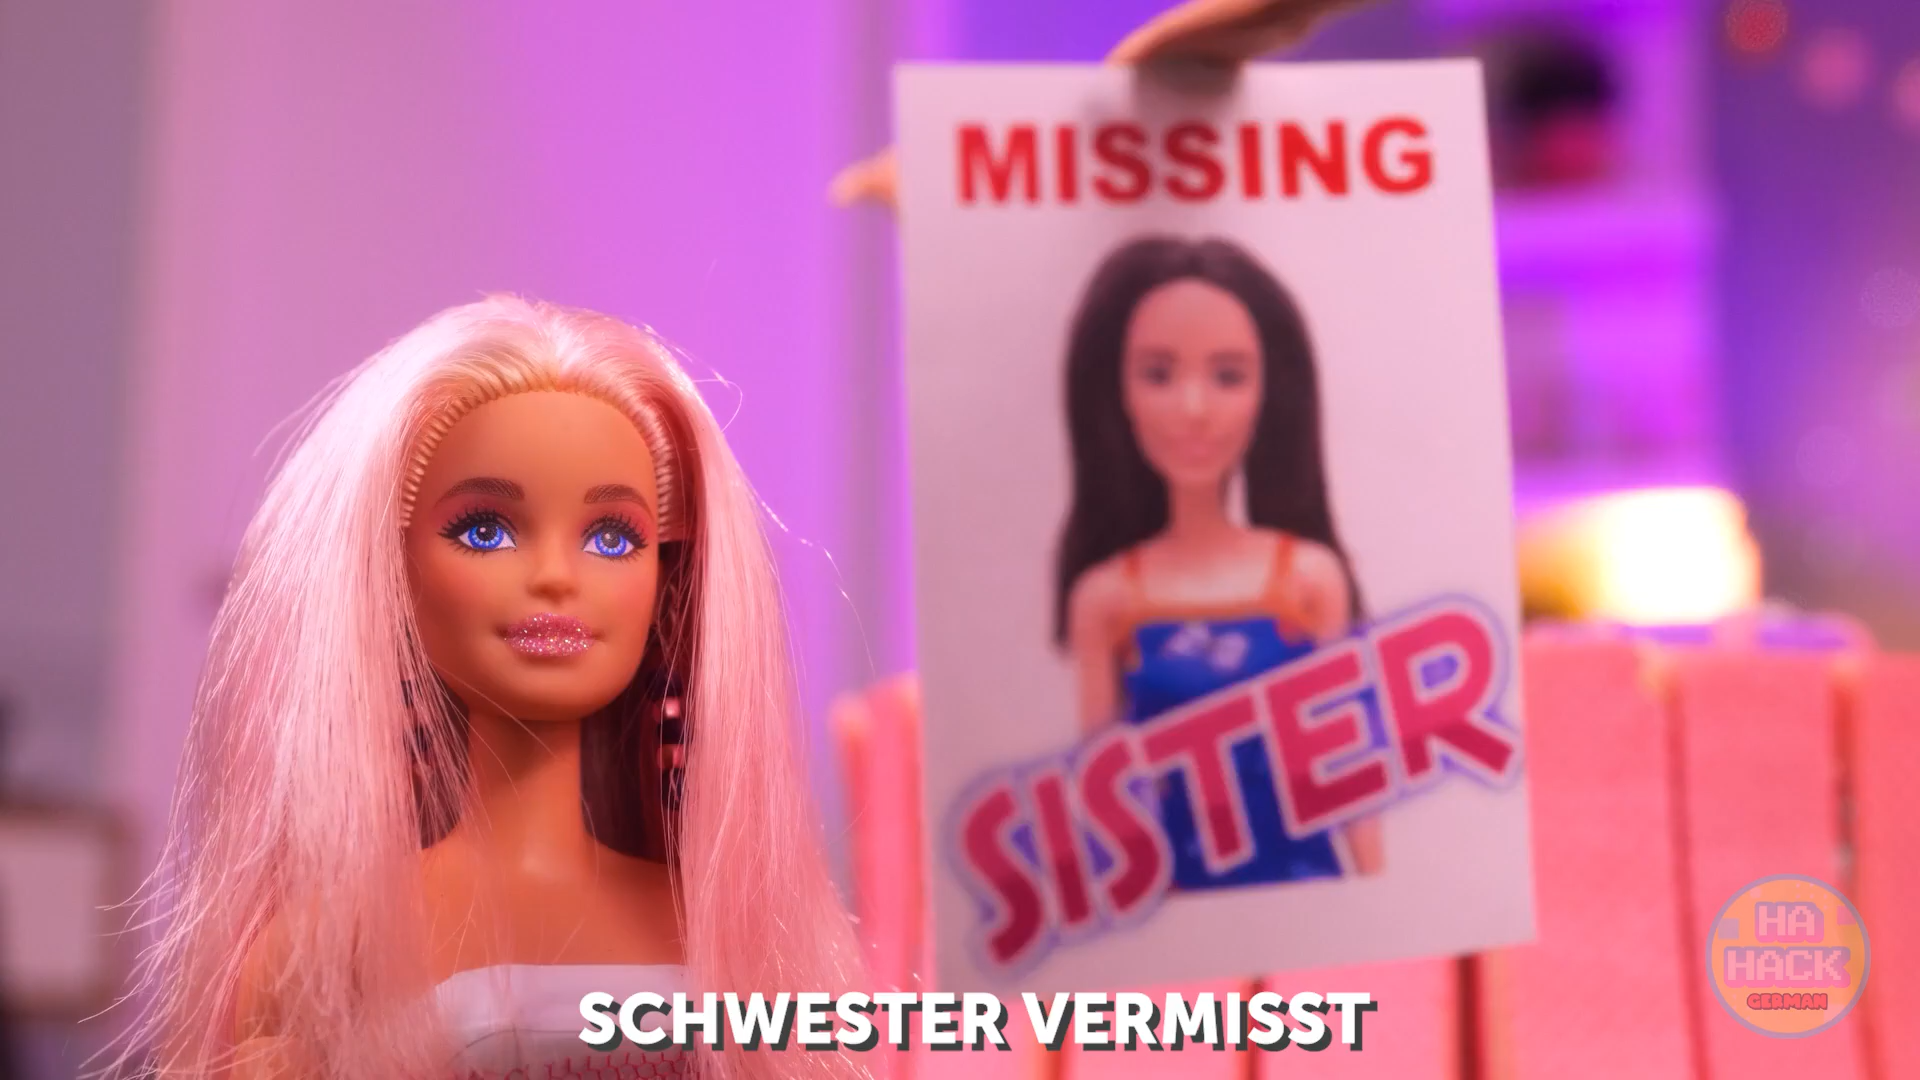 MISSING
SISTER
SCHWESTER VERMISST
HA
HACK
GERMAN